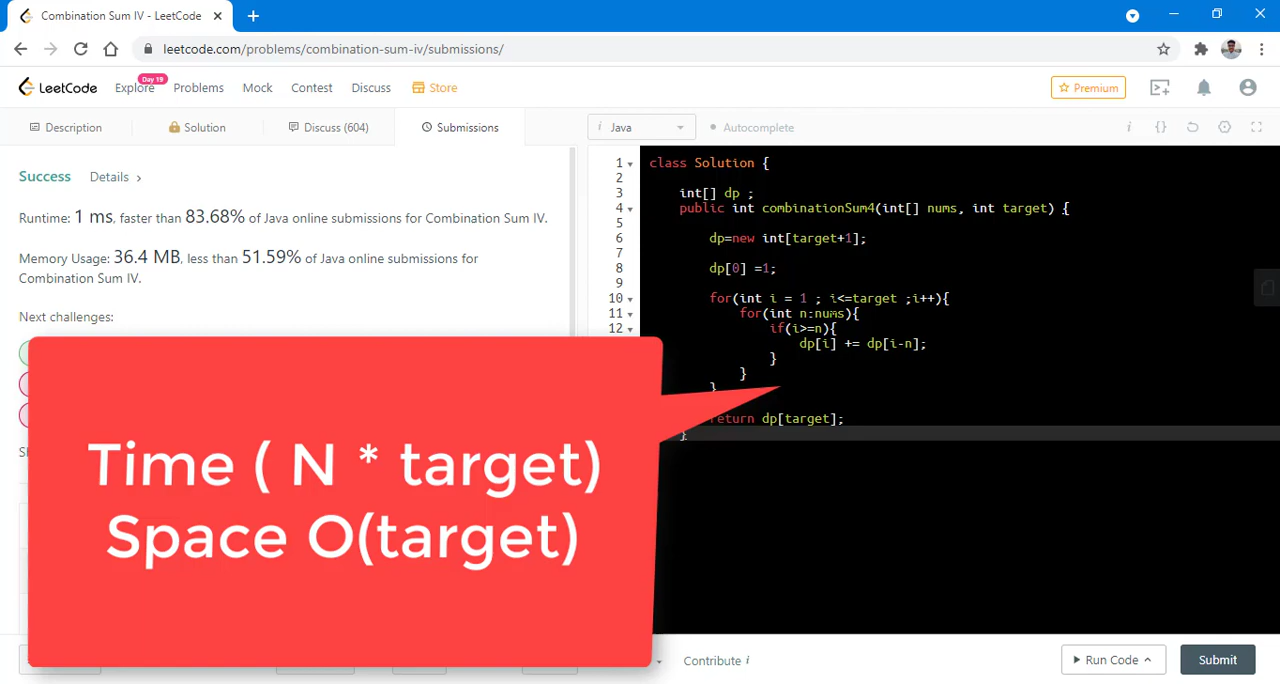 Combination Sum IV - LeetCode
leetcode.com/problems/combination-sum-iv/submissions/
LeetCode
Explore
Day 19
Problems
Mock
Contest
Discuss
Store
Premium
Description
Solution
Discuss (604)
Submissions
i Java
Autocomplete
i {}
Success
Details >
Runtime: 1 ms, faster than 83.68% of Java online submissions for Combination Sum IV.
Memory Usage: 36.4 MB, less than 51.59% of Java online submissions for
Combination Sum IV.
Next challenges:
1 class Solution {
2
3 int[] dp ;
4 public int combinationSum4(int[] nums, int target) {
5
6 dp=new int[target+1];
7
8 dp[0] =1;
9
10 for(int i = 1 ; i<=target ;i++){
11 for(int n:nums){
12 if(i>=n){
dp[i] += dp[i-n];
}
}
}
return dp[target];
}
Time ( N * target)
Space O(target)
Contribute i
Run Code
Submit